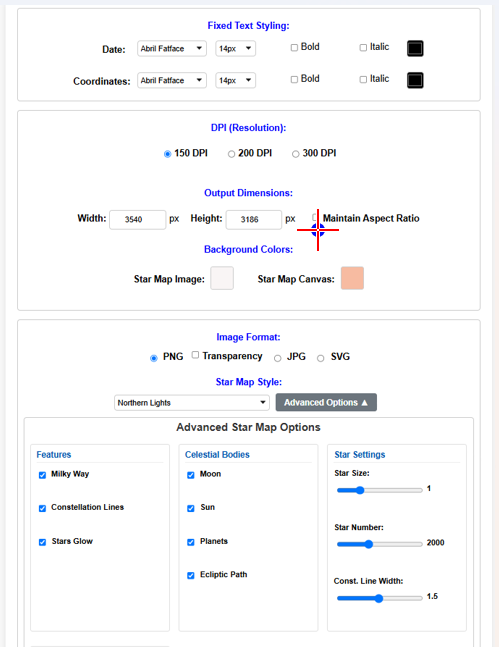 Fixed Text Styling:
Date: Abril Fatface 14px Bold Italic
Coordinates: Abril Fatface 14px Bold Italic
DPI (Resolution):
150 DPI 200 DPI 300 DPI
Output Dimensions:
Width: 3540 px Height: 3186 px Maintain Aspect Ratio
Background Colors:
Star Map Image: Star Map Canvas:
Image Format:
PNG Transparency JPG SVG
Star Map Style:
Northern Lights Advanced Options ▲
Advanced Star Map Options
Features Celestial Bodies Star Settings
Milky Way Moon Star Size:
1
Constellation Lines Sun
Star Number:
Stars Glow Planets 2000
Ecliptic Path Const. Line Width:
1.5